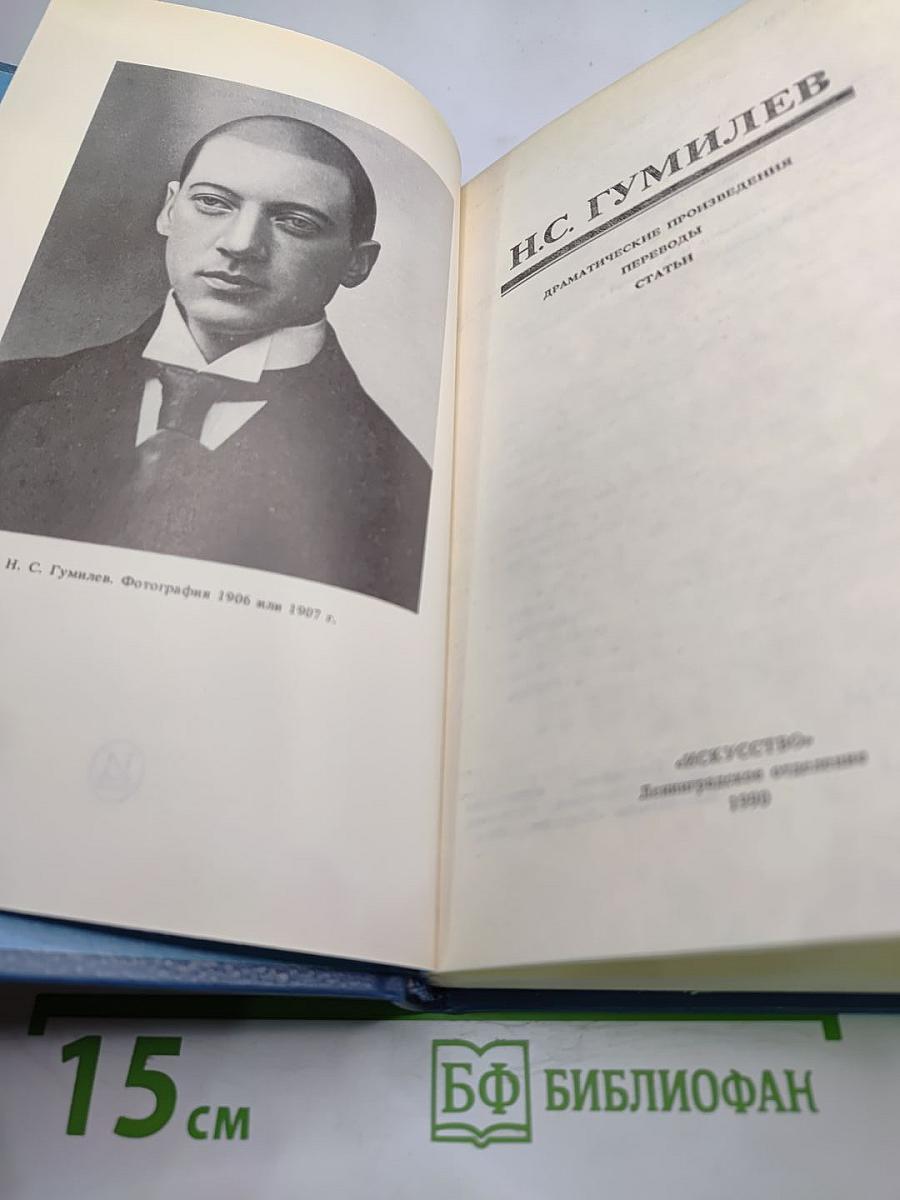 Н. С. Гумилев. Фотография 1906 или 1907 г.
Н.С. ГУМИЛЕВ
ДРАМАТИЧЕСКИЕ ПРОИЗВЕДЕНИЯ
ПЕРЕВОДЫ
СТАТЬИ
«ИСКУССТВО»
Ленинградское отделение
1990
15 см
БФ БИБЛИОФАН